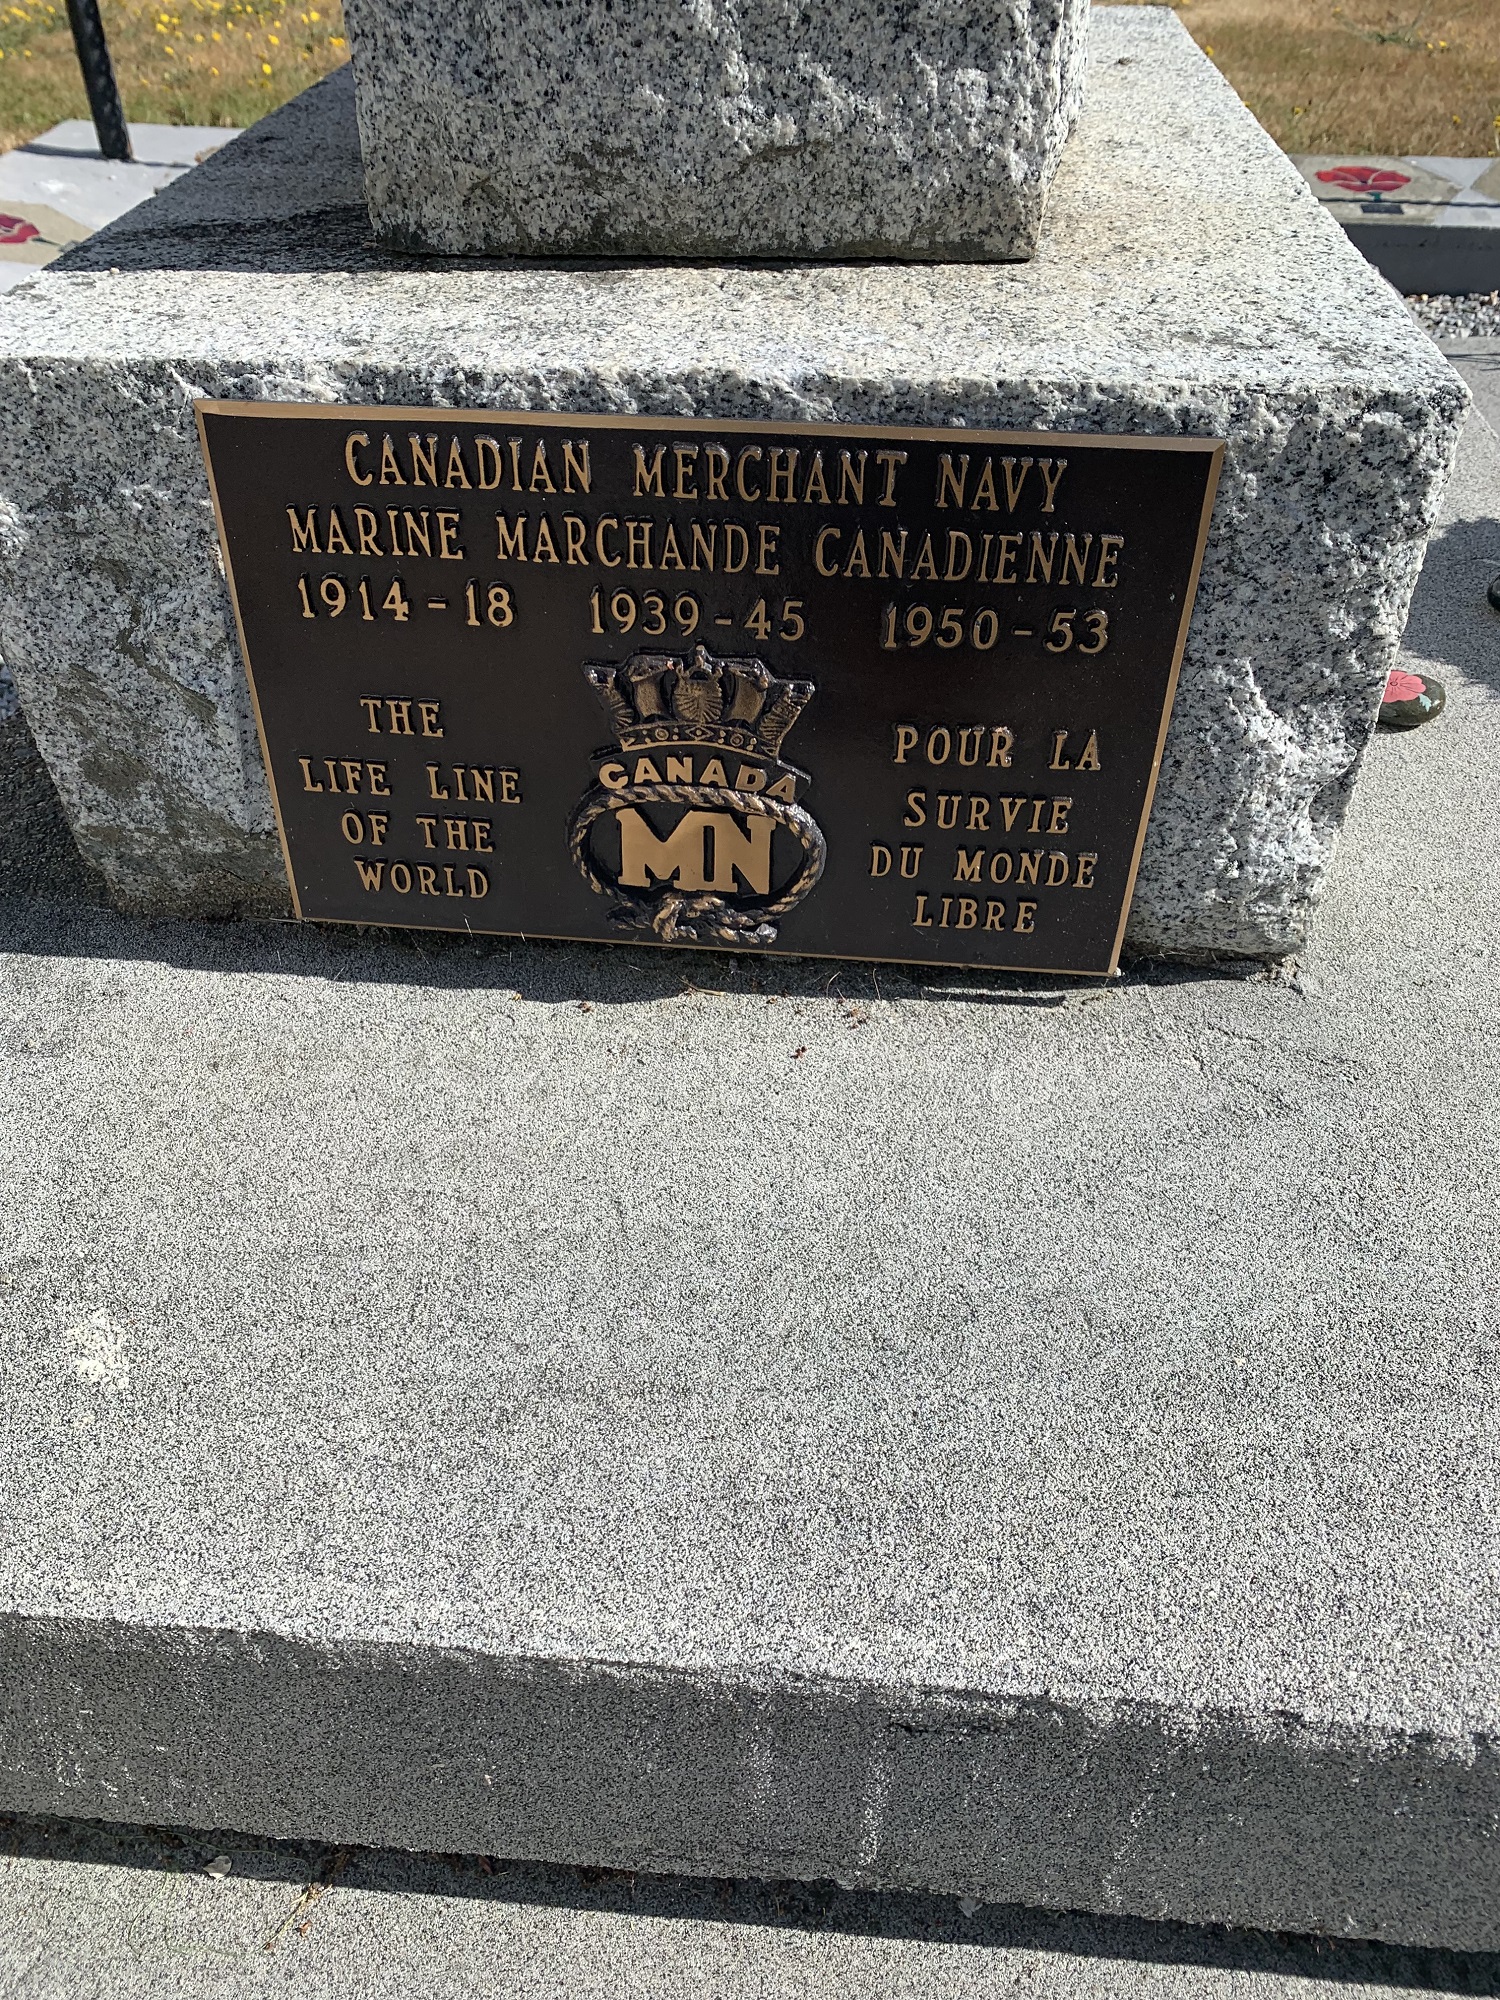 CANADIAN MERCHANT NAVY
MARINE MARCHANDE CANADIENNE
1914-18 1939-45 1950-53
THE
LIFE LINE
OF THE
WORLD
CANADA
MN
POUR LA
SURVIE
DU MONDE
LIBRE